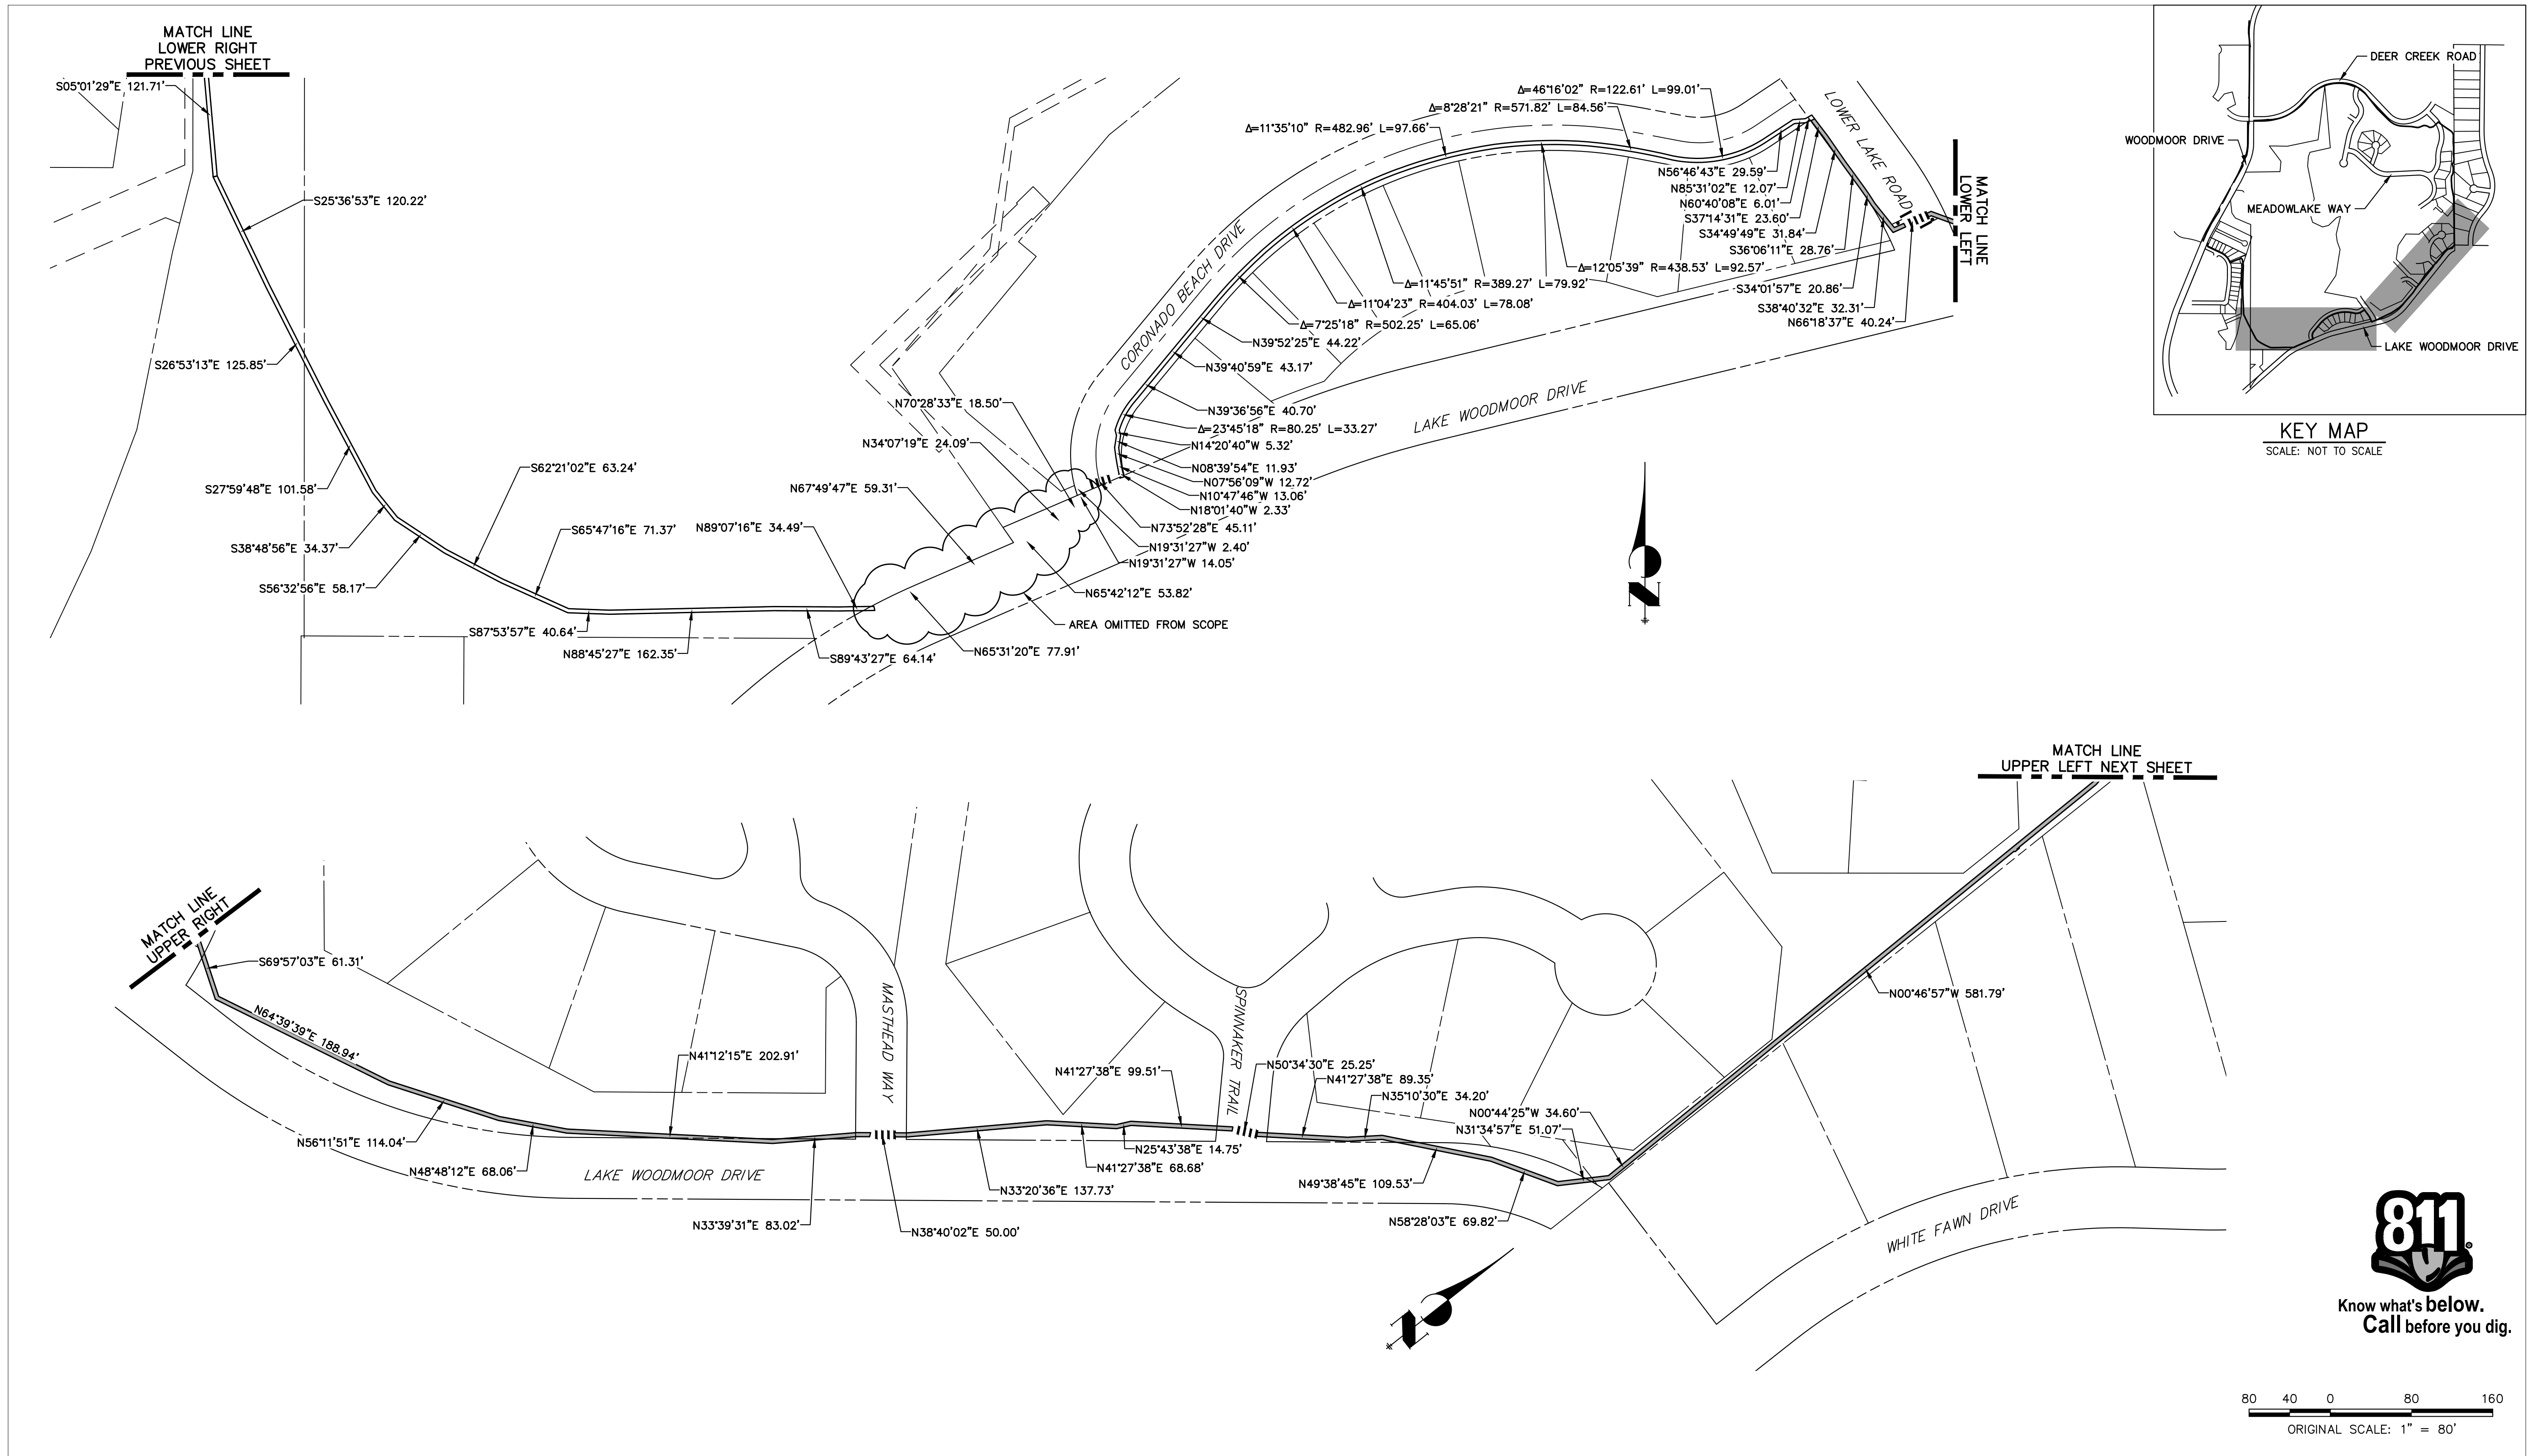 MATCH LINE
LOWER RIGHT
PREVIOUS SHEET
S05°01'29"E 121.71'
S25°36'53"E 120.22'
S26°53'13"E 125.85'
S27°59'48"E 101.58'
S38°48'56"E 34.37'
S56°32'56"E 58.17'
S62°21'02"E 63.24'
S65°47'16"E 71.37'
S87°53'57"E 40.64'
N88°45'27"E 162.35'
S89°43'27"E 64.14'
N89°07'16"E 34.49'
N67°49'47"E 59.31'
N34°07'19"E 24.09'
N70°28'33"E 18.50'
N65°31'20"E 77.91'
AREA OMITTED FROM SCOPE
N65°42'12"E 53.82'
N19°31'27"W 14.05'
N19°31'27"W 2.40'
N73°52'28"E 45.11'
N18°01'40"W 2.33'
N10°47'46"W 13.06'
N07°56'09"W 12.72'
N08°39'54"E 11.93'
N14°20'40"W 5.32'
Δ=23°45'18" R=80.25' L=33.27'
N39°36'56"E 40.70'
N39°40'59"E 43.17'
N39°52'25"E 44.22'
Δ=7°25'18" R=502.25' L=65.06'
Δ=11°04'23" R=404.03' L=78.08'
Δ=11°45'51" R=389.27' L=79.92'
Δ=12°05'39" R=438.53' L=92.57'
Δ=11°35'10" R=482.96' L=97.66'
Δ=8°28'21" R=571.82' L=84.56'
Δ=46°16'02" R=122.61' L=99.01'
N56°46'43"E 29.59'
N85°31'02"E 12.07'
N60°40'08"E 6.01'
S37°14'31"E 23.60'
S34°49'49"E 31.84'
S36°06'11"E 28.76'
S34°01'57"E 20.86'
S38°40'32"E 32.31'
N66°18'37"E 40.24'
CORONADO BEACH DRIVE
LAKE WOODMOOR DRIVE
LOWER LAKE ROAD
MATCH LINE
LOWER LEFT
N
DEER CREEK ROAD
WOODMOOR DRIVE
MEADOWLAKE WAY
LAKE WOODMOOR DRIVE
KEY MAP
SCALE: NOT TO SCALE
MATCH LINE
UPPER LEFT NEXT SHEET
MATCH LINE
UPPER RIGHT
S69°57'03"E 61.31'
N64°39'39"E 188.94'
N56°11'51"E 114.04'
N48°48'12"E 68.06'
N41°12'15"E 202.91'
LAKE WOODMOOR DRIVE
N33°39'31"E 83.02'
MASTHEAD WAY
N38°40'02"E 50.00'
N33°20'36"E 137.73'
N41°27'38"E 68.68'
N25°43'38"E 14.75'
N41°27'38"E 99.51'
SPINNAKER TRAIL
N50°34'30"E 25.25'
N41°27'38"E 89.35'
N35°10'30"E 34.20'
N49°38'45"E 109.53'
N58°28'03"E 69.82'
N31°34'57"E 51.07'
N00°44'25"W 34.60'
N00°46'57"W 581.79'
WHITE FAWN DRIVE
N
811
®
Know what's below.
Call before you dig.
80 40 0 80 160
ORIGINAL SCALE: 1" = 80'